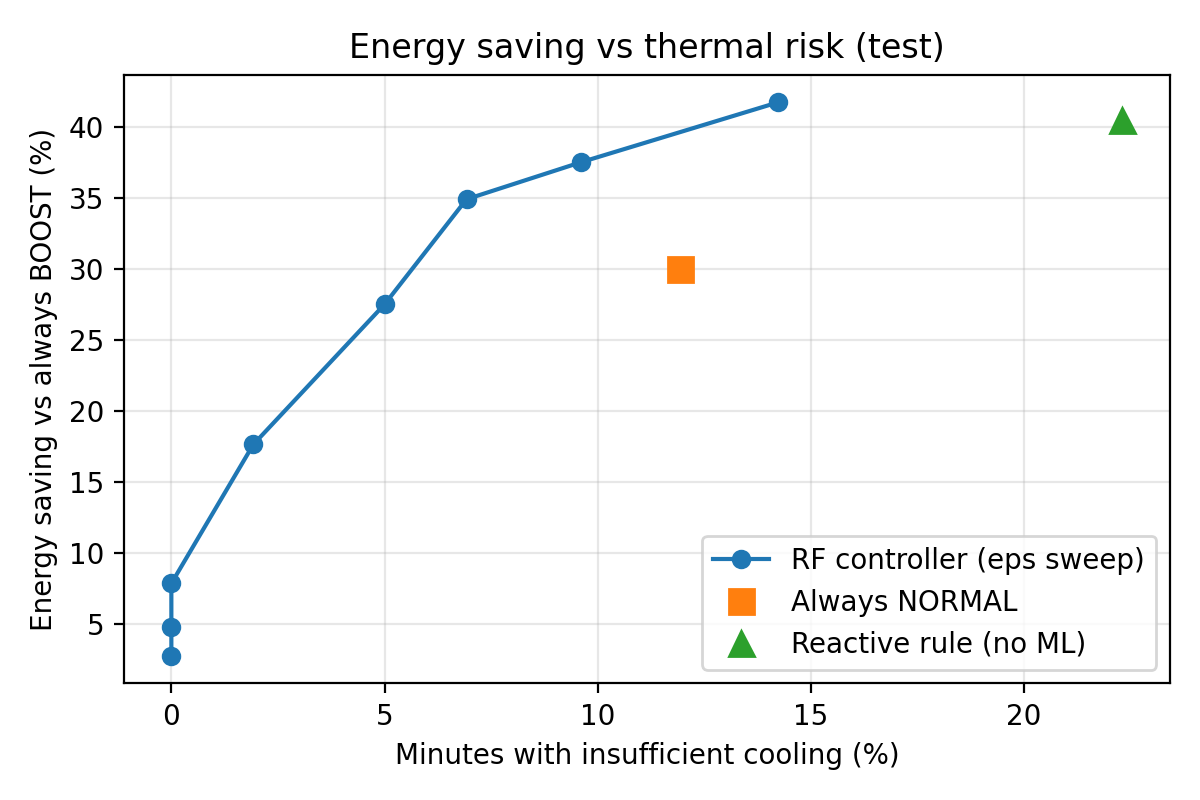 Energy saving vs thermal risk (test)
Energy saving vs always BOOST (%)
40
35
30
25
20
15
10
5
RF controller (eps sweep)
Always NORMAL
Reactive rule (no ML)
0 5 10 15 20
Minutes with insufficient cooling (%)